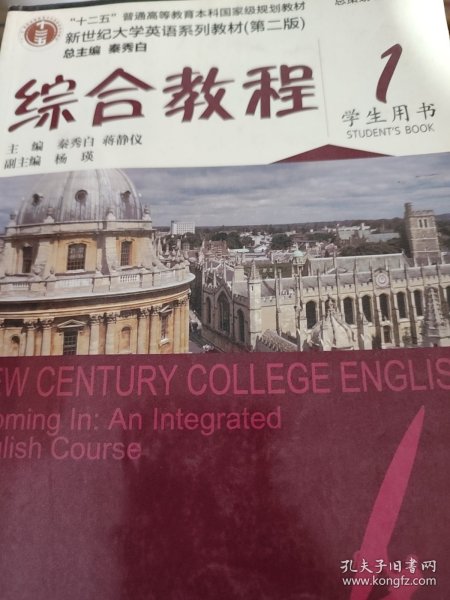 "十二五"普通高等教育本科国家级规划教材
新世纪大学英语系列教材(第二版)
总主编 秦秀白
综合教程 1
学生用书
STUDENT'S BOOK
主 编 秦秀白 蒋静仪
副主编 杨 瑛
EW CENTURY COLLEGE ENGLIS
oming In: An Integrated
glish Course
孔夫子旧书网
www.kongfz.com